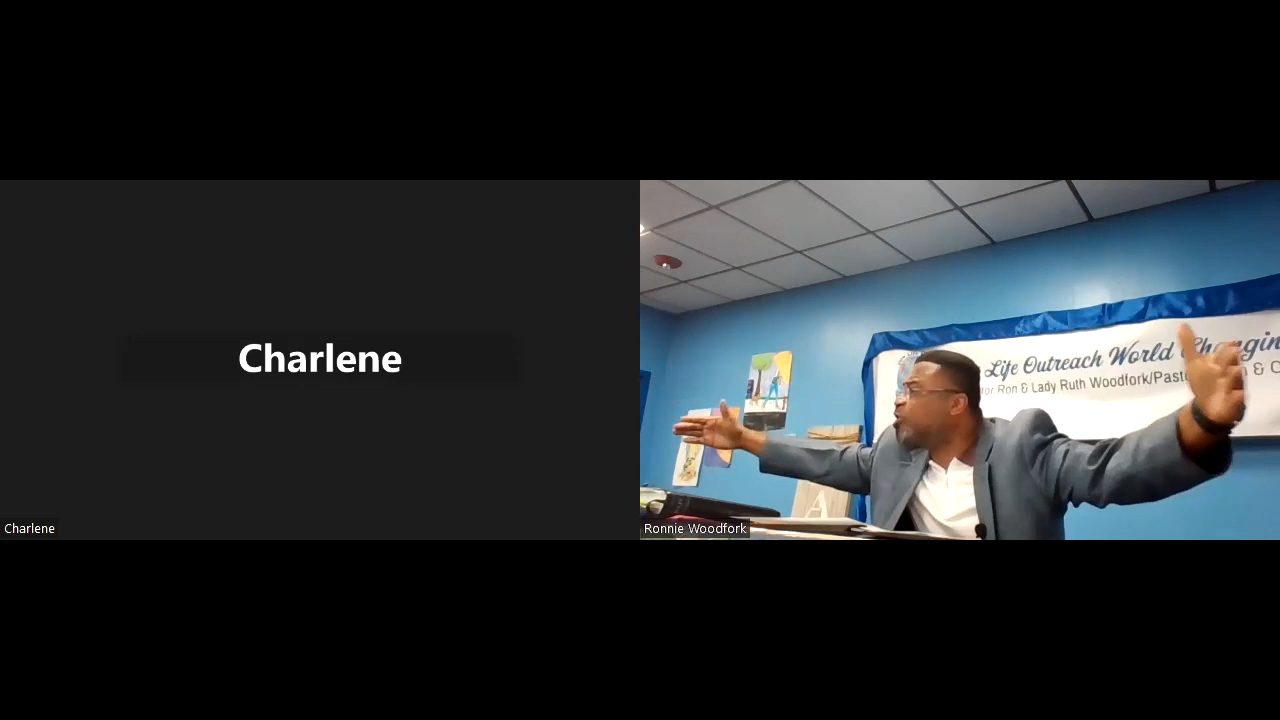 Charlene
Charlene
Life Outreach World Changin
tor Ron & Lady Ruth Woodfork/Pasto & C
A
Ronnie Woodfork